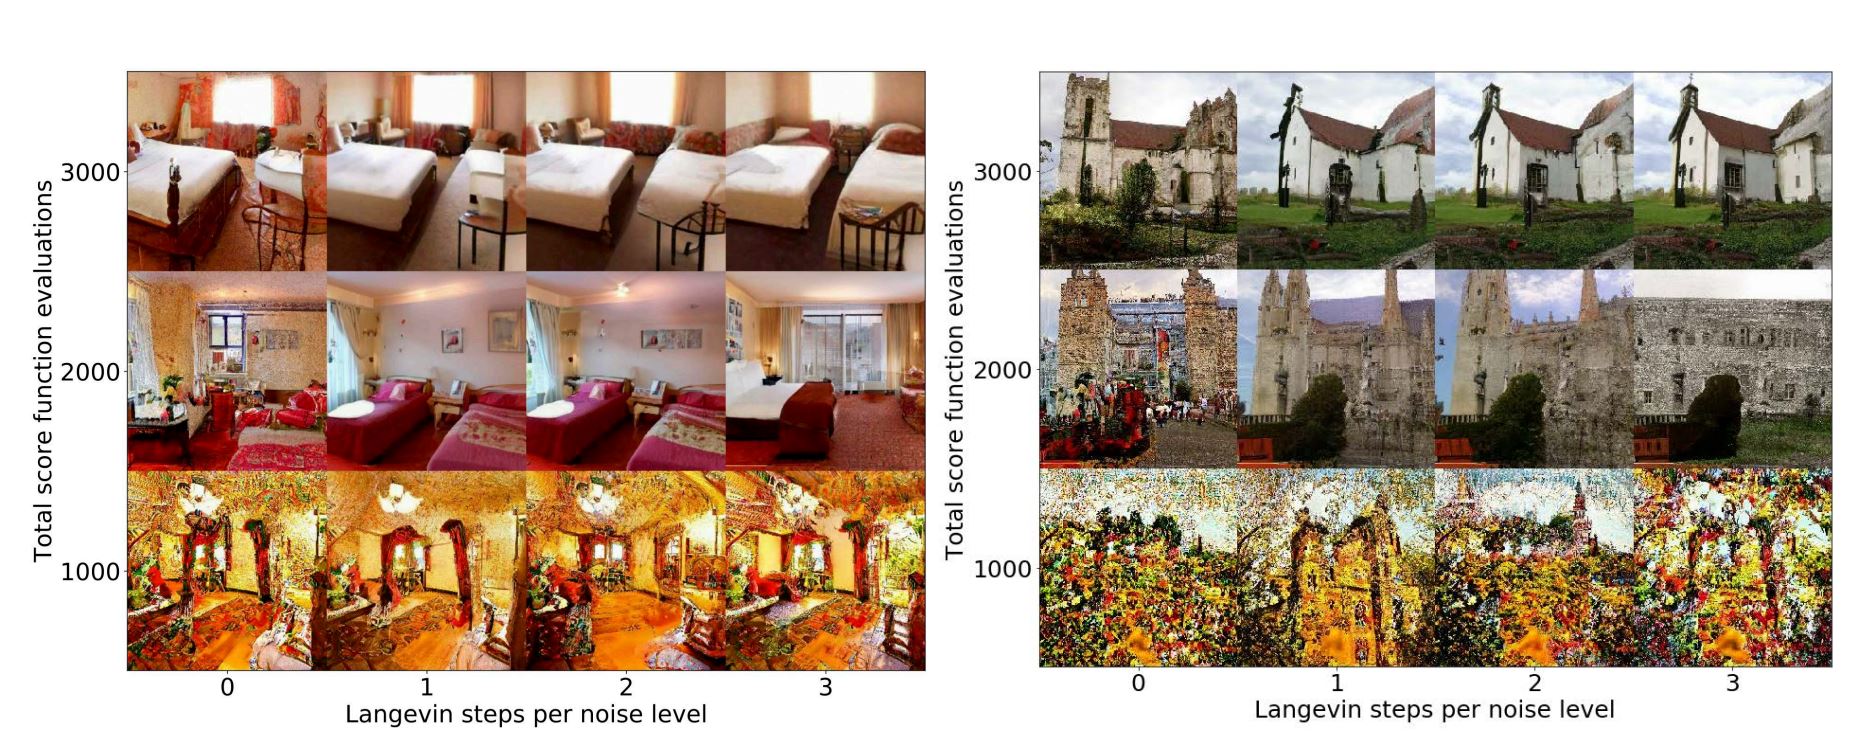 Total score function evaluations
3000
2000
1000
0 1 2 3
Langevin steps per noise level
Total score function evaluations
3000
2000
1000
0 1 2 3
Langevin steps per noise level